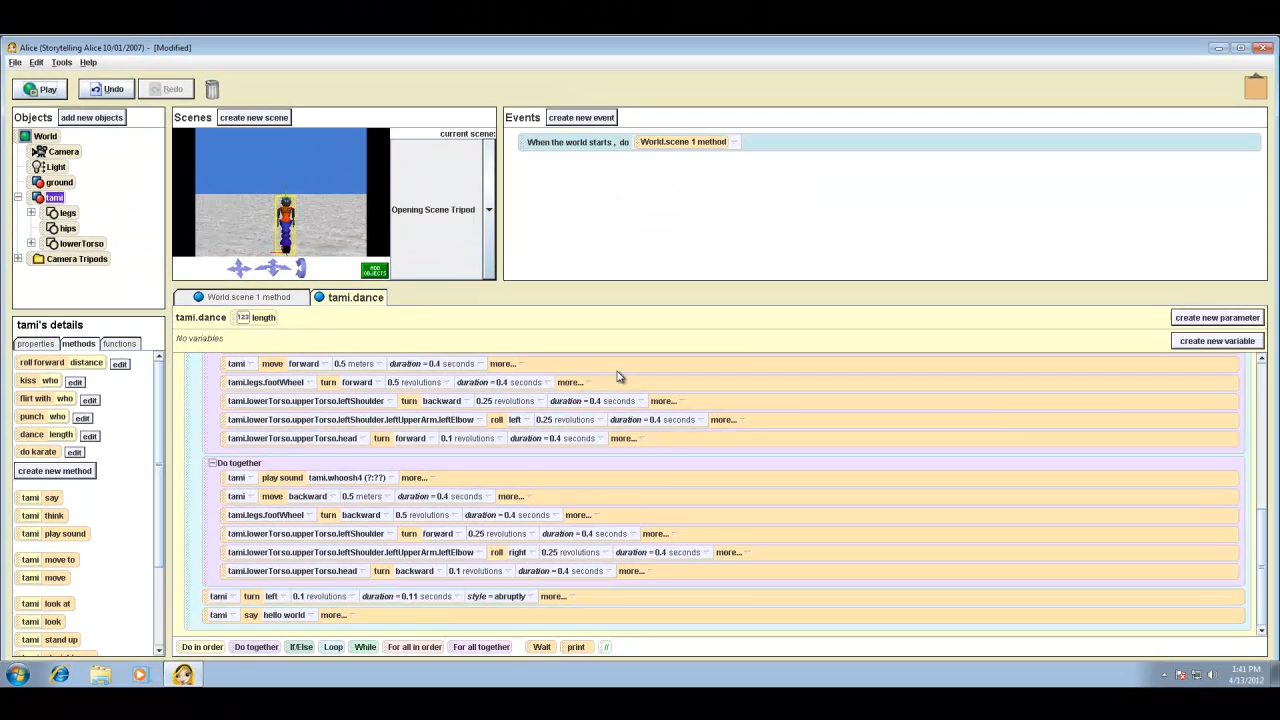 Alice (Storytelling Alice 10/01/2007) - [Modified]
File Edit Tools Help
Play Undo Redo
Objects add new objects
World
Camera
Light
ground
tami
legs
hips
lowerTorso
Camera Tripods
Scenes create new scene
current scene:
Opening Scene Tripod
ADD OBJECTS
Events create new event
When the world starts , do World.scene 1 method
tami's details
properties methods functions
roll forward distance edit
kiss who edit
flirt with who edit
punch who edit
dance length edit
do karate edit
create new method
tami say
tami think
tami play sound
tami move to
tami move
tami look at
tami look
tami stand up
World.scene 1 method tami.dance
tami.dance 123 length create new parameter
No variables create new variable
tami move forward 0.5 meters duration = 0.4 seconds more...
tami.legs.footWheel turn forward 0.5 revolutions duration = 0.4 seconds more...
tami.lowerTorso.upperTorso.leftShoulder turn backward 0.25 revolutions duration = 0.4 seconds more...
tami.lowerTorso.upperTorso.leftShoulder.leftUpperArm.leftElbow roll left 0.25 revolutions duration = 0.4 seconds more...
tami.lowerTorso.upperTorso.head turn forward 0.1 revolutions duration = 0.4 seconds more...
Do together
tami play sound tami.whoosh4 (?:??) more...
tami move backward 0.5 meters duration = 0.4 seconds more...
tami.legs.footWheel turn backward 0.5 revolutions duration = 0.4 seconds more...
tami.lowerTorso.upperTorso.leftShoulder turn forward 0.25 revolutions duration = 0.4 seconds more...
tami.lowerTorso.upperTorso.leftShoulder.leftUpperArm.leftElbow roll right 0.25 revolutions duration = 0.4 seconds more...
tami.lowerTorso.upperTorso.head turn backward 0.1 revolutions duration = 0.4 seconds more...
tami turn left 0.1 revolutions duration = 0.11 seconds style = abruptly more...
tami say hello world more...
Do in order Do together If/Else Loop While For all in order For all together Wait print //
1:41 PM
4/13/2012